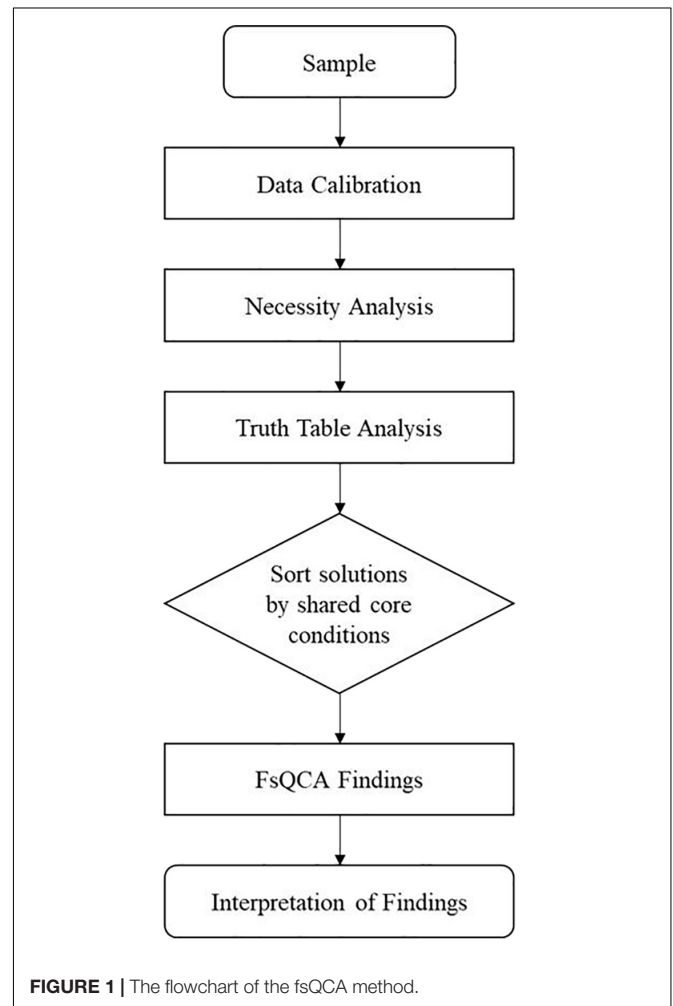 Sample
Data Calibration
Necessity Analysis
Truth Table Analysis
Sort solutions
by shared core
conditions
FsQCA Findings
Interpretation of Findings
FIGURE 1 | The flowchart of the fsQCA method.